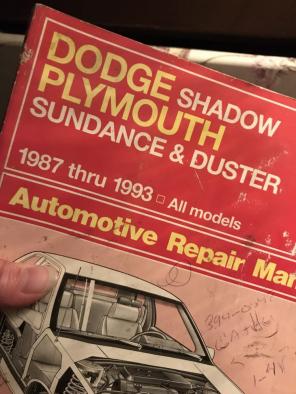 DODGE SHADOW
PLYMOUTH
SUNDANCE & DUSTER
1987 thru 1993 □ All models
Automotive Repair Man